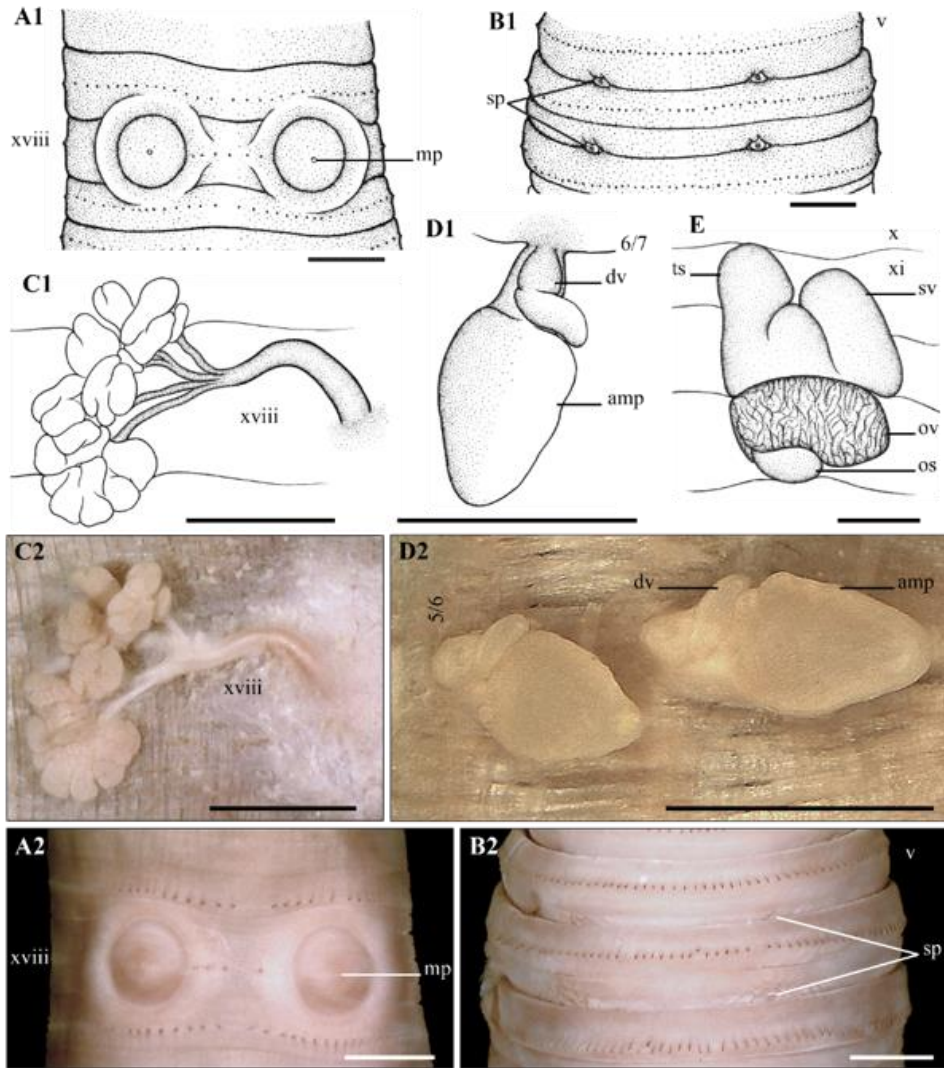 A1
xviii
mp
B1
v
sp
C1
xviii
D1
6/7
dv
amp
E
x
xi
ts
sv
ov
os
C2
xviii
D2
5/6
dv
amp
A2
xviii
mp
B2
v
sp